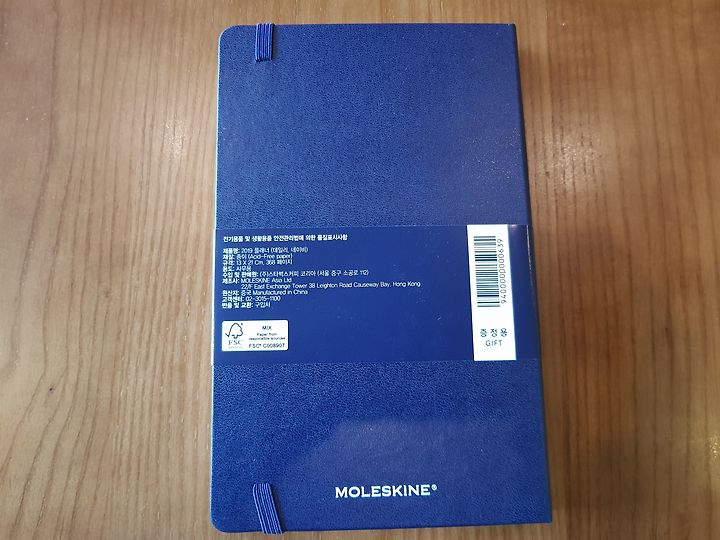 전기용품 및 생활용품 안전관리법에 의한 품질표시사항
제품명: 2019 플래너 (데일리, 네이비)
재질: 종이 (Acid-Free paper)
규격: 13 X 21 Cm, 368 페이지
용도: 사무용
수입 및 판매원: (주)스타벅스커피 코리아 (서울 중구 소공로 112)
제조사: MOLESKINE Asia Ltd
22/F East Exchange Tower 38 Leighton Road Causeway Bay, Hong Kong
원산지: 중국 Manufactured in China
고객센터: 02-3015-1100
반품 및 교환: 구입처
FSC
MIX
Paper from
responsible sources
FSC® C008907
9400000000639
증정용
GIFT
MOLESKINE®